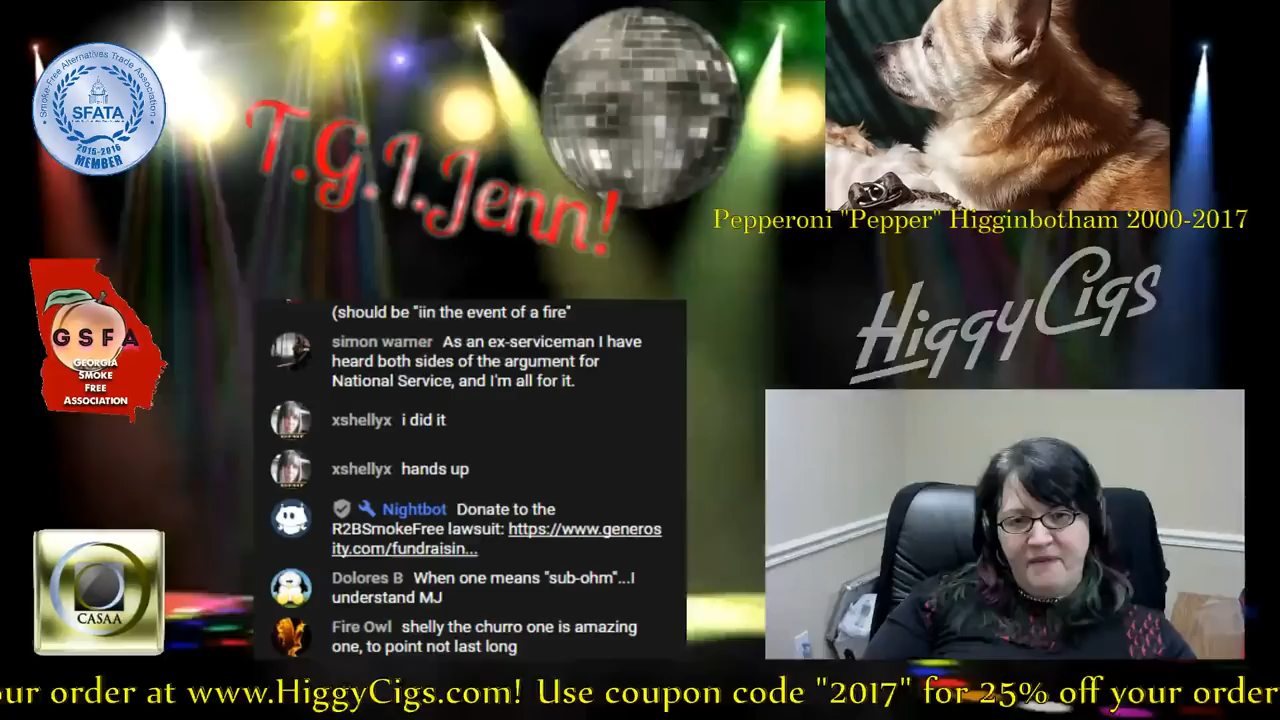 Smoke-Free Alternatives Trade Association
SFATA
2015-2016
MEMBER
T.G.I.Jenn!
Pepperoni "Pepper" Higginbotham 2000-2017
HiggyCigs
GSFA
GEORGIA
SMOKE
FREE
ASSOCIATION
(should be "iin the event of a fire"
simon warner As an ex-serviceman I have
heard both sides of the argument for
National Service, and I'm all for it.
xshellyx i did it
xshellyx hands up
Nightbot Donate to the
R2BSmokeFree lawsuit: https://www.generos
ity.com/fundraisin...
Dolores B When one means "sub-ohm"...I
understand MJ
Fire Owl shelly the churro one is amazing
one, to point not last long
CASAA
our order at www.HiggyCigs.com! Use coupon code "2017" for 25% off your order